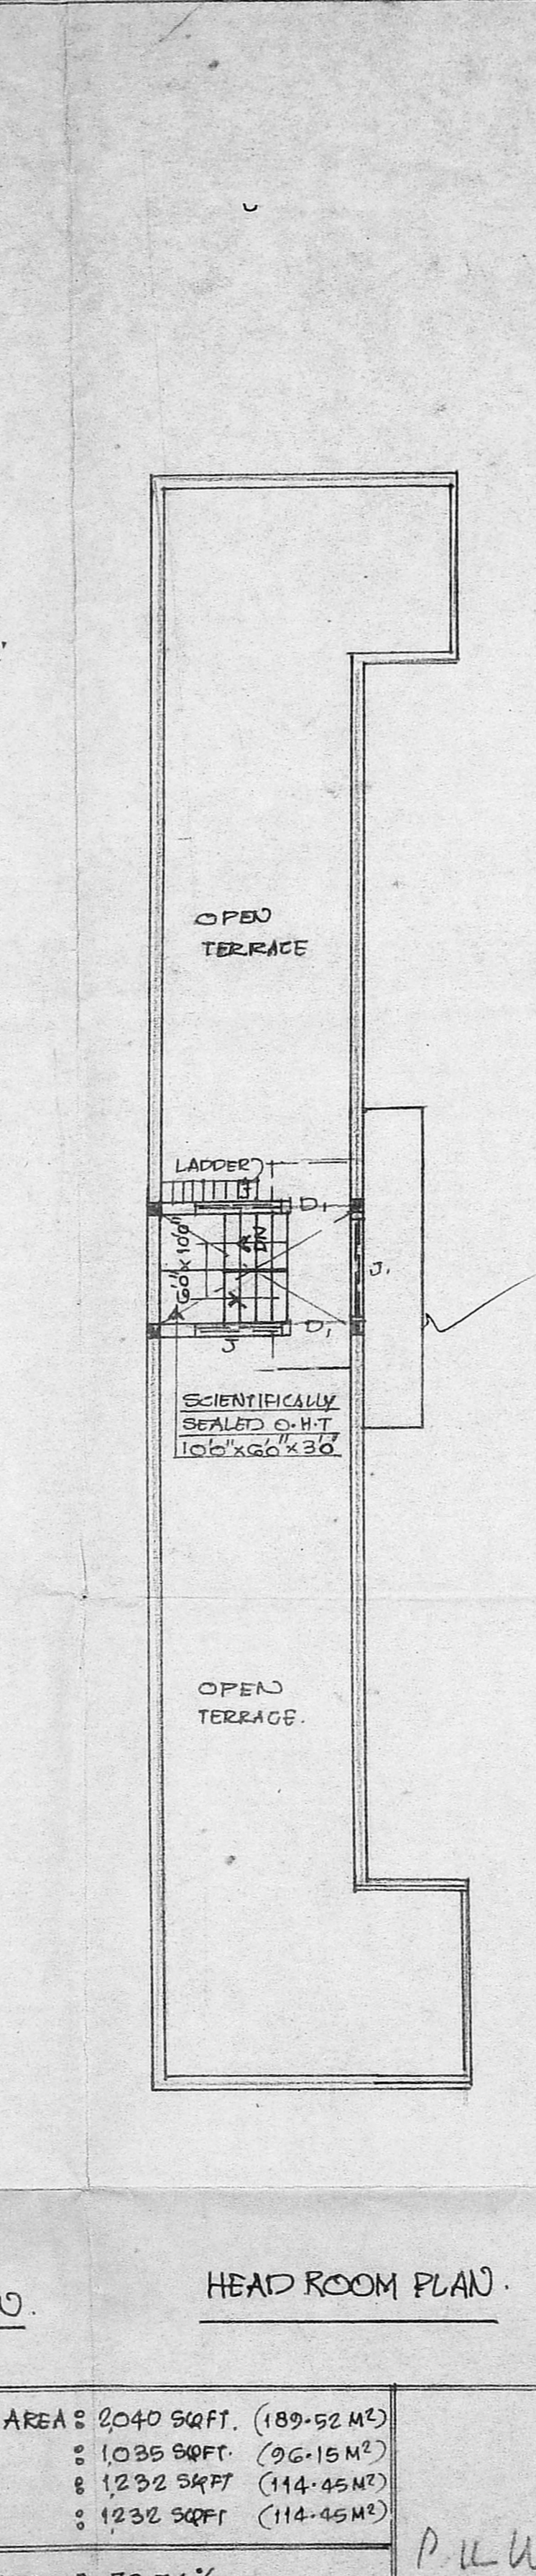 OPEN
TERRACE
LADDER
D₁
6'0"x10'0"
DN
J₁
D₁
J
SCIENTIFICALLY
SEALED O.H.T
10'0"x6'0"x3'0"
OPEN
TERRACE.
HEAD ROOM PLAN.
AREA : 2,040 SQFT. (189.52 M²)
: 1,035 SQFT. (96.15 M²)
: 1,232 SQFT (114.45 M²)
: 1,232 SQFT (114.45 M²)